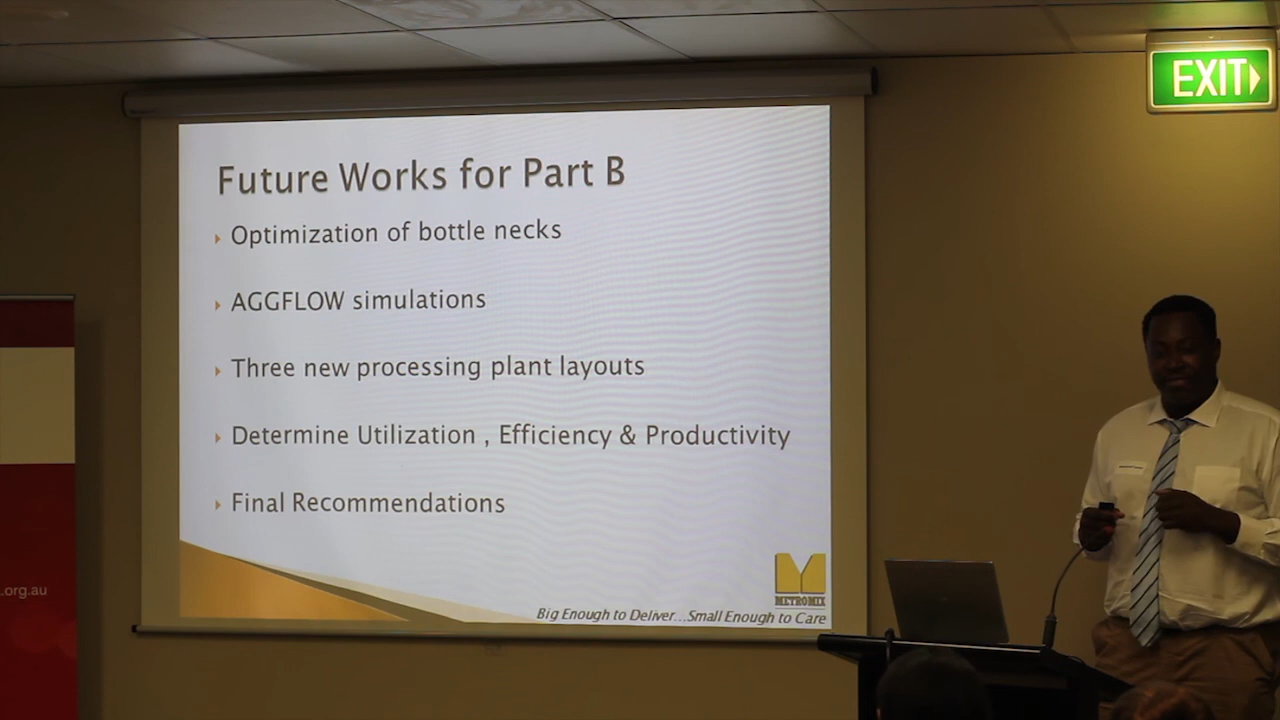 EXIT
Future Works for Part B
Optimization of bottle necks
AGGFLOW simulations
Three new processing plant layouts
Determine Utilization , Efficiency & Productivity
Final Recommendations
METROMIX
Big Enough to Deliver...Small Enough to Care
.org.au